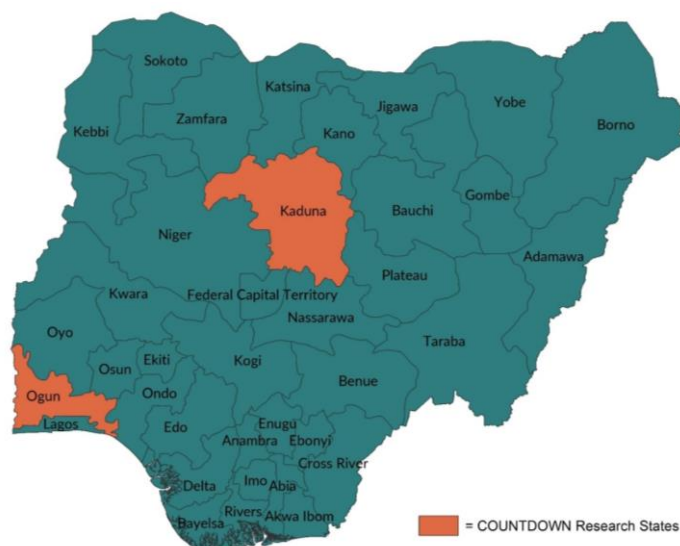 Sokoto
Katsina
Jigawa
Yobe
Borno
Kebbi
Zamfara
Kano
Kaduna
Bauchi
Gombe
Niger
Adamawa
Plateau
Kwara
Federal Capital Territory
Nassarawa
Oyo
Taraba
Osun
Ekiti
Kogi
Benue
Ogun
Ondo
Lagos
Edo
Enugu
Anambra
Ebonyi
Cross River
Delta
Imo
Abia
Bayelsa
Rivers
Akwa Ibom
= COUNTDOWN Research States